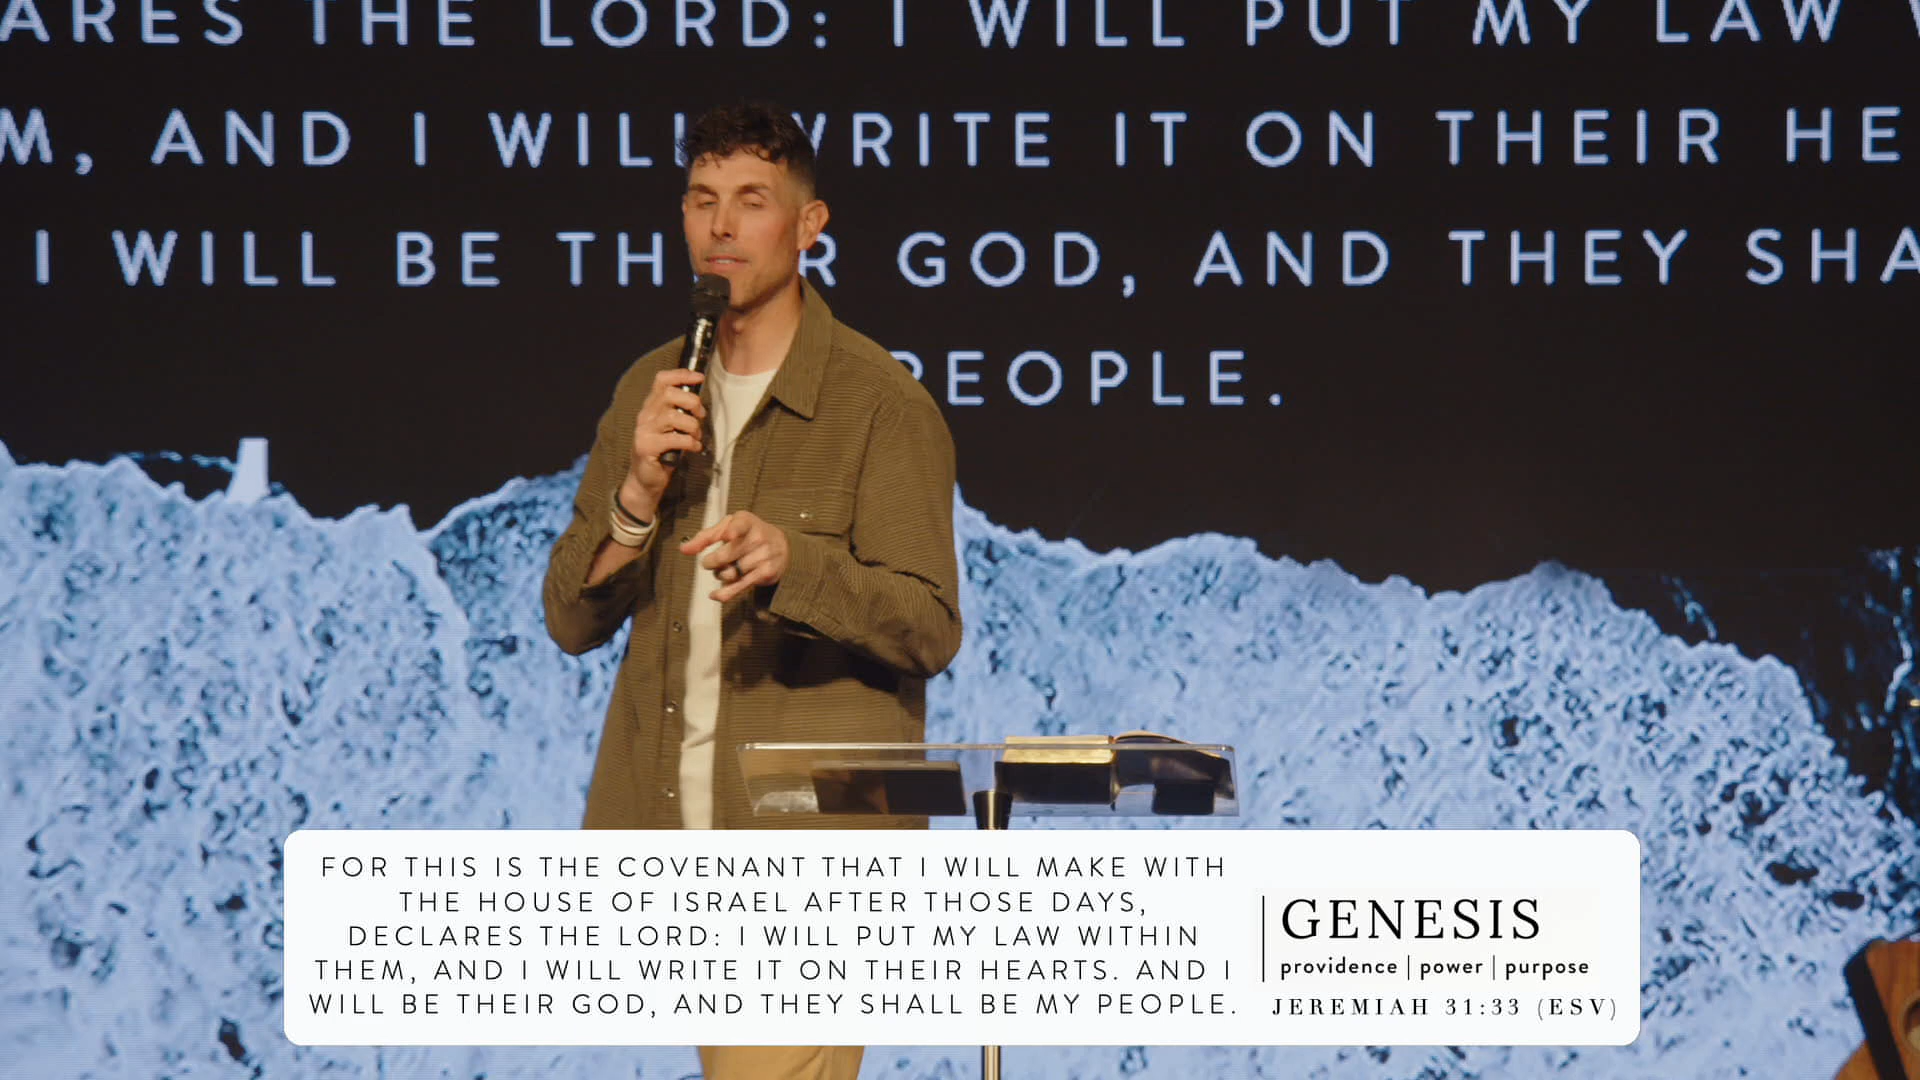 ARES THE LORD: I WILL PUT MY LAW
M, AND I WILL WRITE IT ON THEIR HE
I WILL BE THEIR GOD, AND THEY SHA
PEOPLE.
FOR THIS IS THE COVENANT THAT I WILL MAKE WITH
THE HOUSE OF ISRAEL AFTER THOSE DAYS,
DECLARES THE LORD: I WILL PUT MY LAW WITHIN
THEM, AND I WILL WRITE IT ON THEIR HEARTS. AND I
WILL BE THEIR GOD, AND THEY SHALL BE MY PEOPLE.
GENESIS
providence | power | purpose
JEREMIAH 31:33 (ESV)